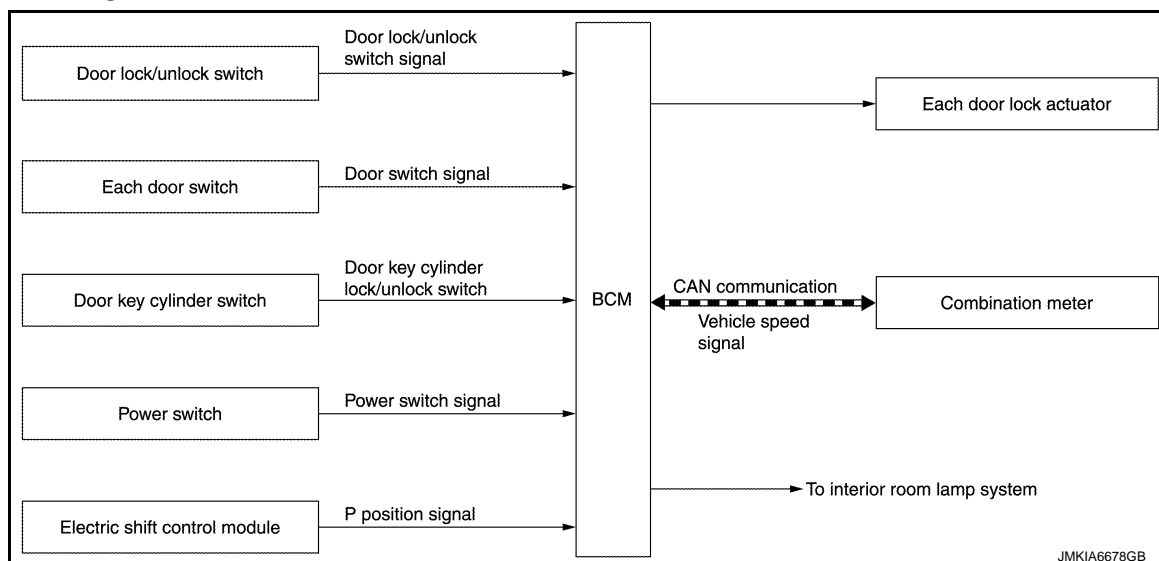 Door lock/unlock switch
Door lock/unlock
switch signal
Each door switch
Door switch signal
Door key cylinder switch
Door key cylinder
lock/unlock switch
Power switch
Power switch signal
Electric shift control module
P position signal
BCM
Each door lock actuator
CAN communication
Vehicle speed
signal
Combination meter
To interior room lamp system
JMKIA6678GB